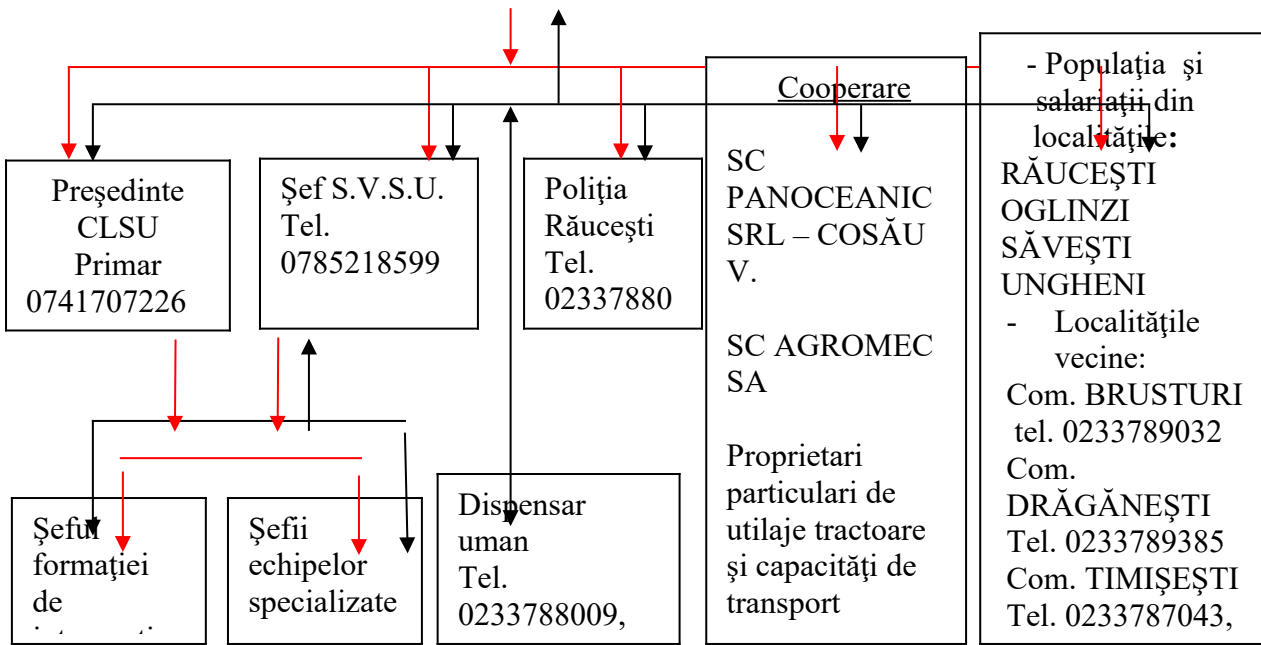 Preşedinte
CLSU
Primar
0741707226
Şef S.V.S.U.
Tel.
0785218599
Poliţia
Răuceşti
Tel.
02337880
Cooperare
SC
PANOCEANIC
SRL – COSĂU
V.
SC AGROMEC
SA
Proprietari
particulari de
utilaje tractoare
şi capacităţi de
transport
- Populaţia şi
salariaţii din
localităţile:
RĂUCEŞTI
OGLINZI
SĂVEŞTI
UNGHENI
- Localităţile
vecine:
Com. BRUSTURI
tel. 0233789032
Com.
DRĂGĂNEŞTI
Tel. 0233789385
Com. TIMIŞEŞTI
Tel. 0233787043,
Şeful
formaţiei
de
Şefii
echipelor
specializate
Dispensar
uman
Tel.
0233788009,